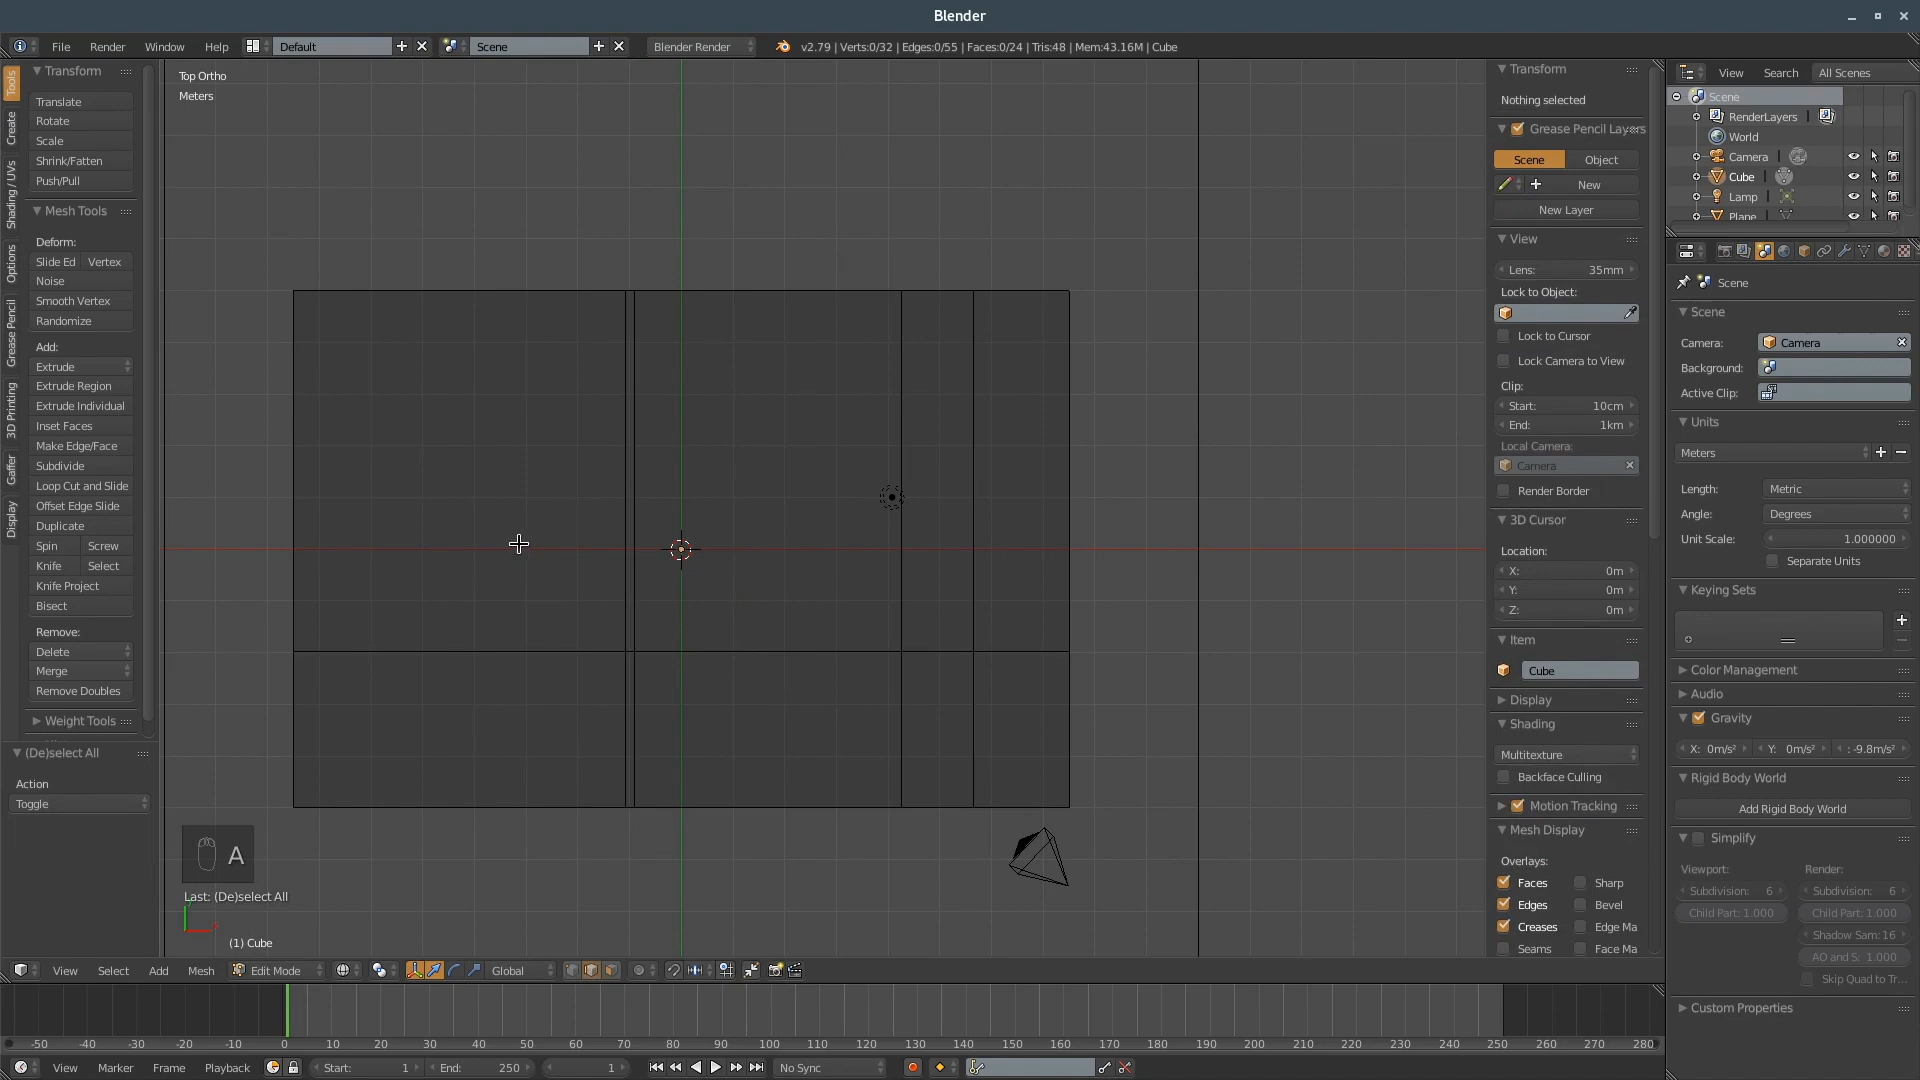 Blender
File Render Window Help Default Scene Blender Render v2.79 | Verts:0/32 | Edges:0/55 | Faces:0/24 | Tris:48 | Mem:43.16M | Cube
Tools
Create
Shading / UVs
Options
Grease Pencil
3D Printing
Gaffer
Display
Transform
Translate
Rotate
Scale
Shrink/Fatten
Push/Pull
Mesh Tools
Deform:
Slide Ed Vertex
Noise
Smooth Vertex
Randomize
Add:
Extrude
Extrude Region
Extrude Individual
Inset Faces
Make Edge/Face
Subdivide
Loop Cut and Slide
Offset Edge Slide
Duplicate
Spin Screw
Knife Select
Knife Project
Bisect
Remove:
Delete
Merge
Remove Doubles
Weight Tools
(De)select All
Action
Toggle
Top Ortho
Meters
A
Last: (De)select All
(1) Cube
Transform
Nothing selected
Grease Pencil Layers
Scene Object
New
New Layer
View
Lens: 35mm
Lock to Object:
Lock to Cursor
Lock Camera to View
Clip:
Start: 10cm
End: 1km
Local Camera:
Camera
Render Border
3D Cursor
Location:
X: 0m
Y: 0m
Z: 0m
Item
Cube
Display
Shading
Multitexture
Backface Culling
Motion Tracking
Mesh Display
Overlays:
Faces Sharp
Edges Bevel
Creases Edge Ma
Seams Face Ma
View Search All Scenes
Scene
RenderLayers |
World
Camera |
Cube |
Lamp |
Plane |
Scene
Scene
Camera: Camera
Background:
Active Clip:
Units
Meters
Length: Metric
Angle: Degrees
Unit Scale: 1.000000
Separate Units
Keying Sets
Color Management
Audio
Gravity
X: 0m/s² Y: 0m/s² : -9.8m/s²
Rigid Body World
Add Rigid Body World
Simplify
Viewport: Render:
Subdivision: 6 Subdivision: 6
Child Part: 1.000 Child Part: 1.000
Shadow Sam: 16
AO and S: 1.000
Skip Quad to Tr...
Custom Properties
View Select Add Mesh Edit Mode Global
-50 -40 -30 -20 -10 0 10 20 30 40 50 60 70 80 90 100 110 120 130 140 150 160 170 180 190 200 210 220 230 240 250 260 270 280
View Marker Frame Playback Start: 1 End: 250 1 No Sync